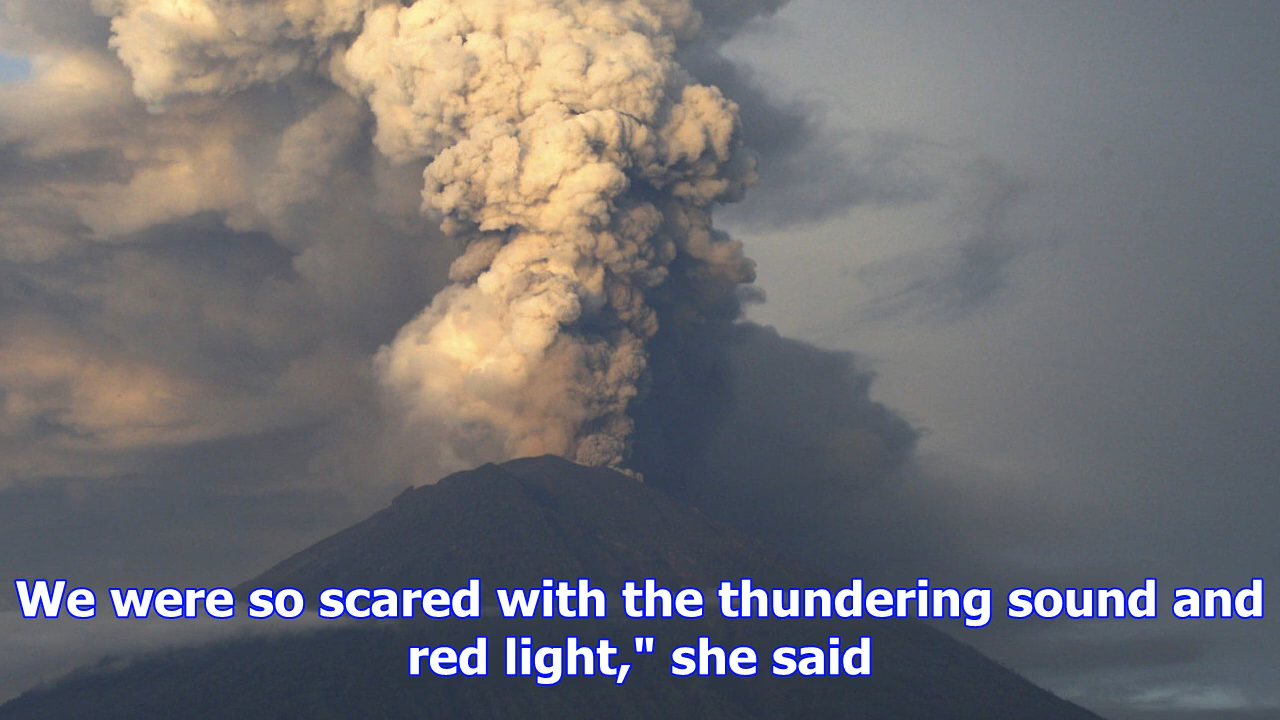 We were so scared with the thundering sound and
red light," she said